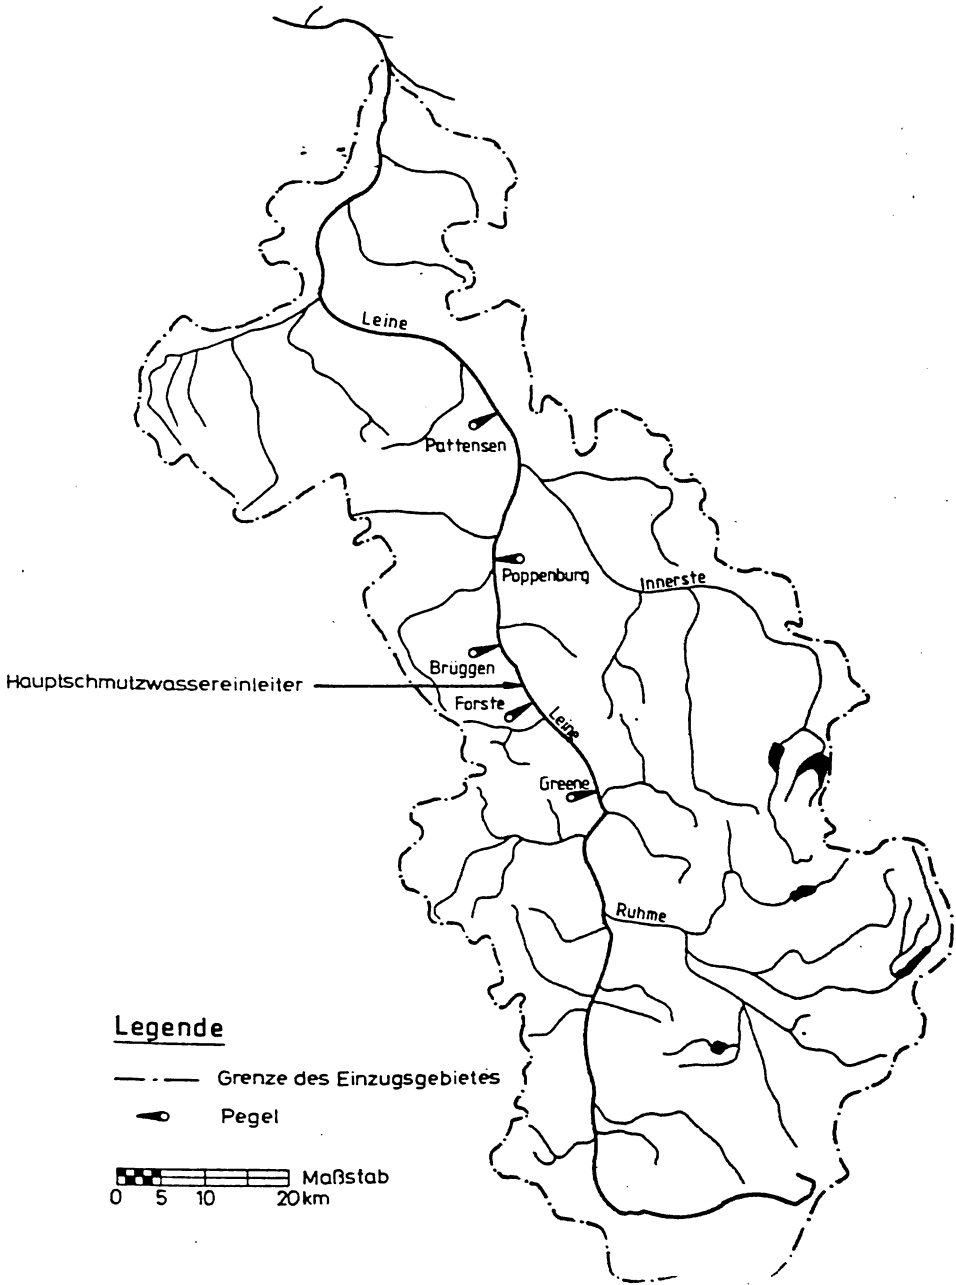 Leine
Pattensen
Poppenburg
Innerste
Brüggen
Hauptschmutzwassereinleiter
Forste
Leine
Greene
Ruhme
Legende
Grenze des Einzugsgebietes
Pegel
Maßstab
0 5 10 20 km